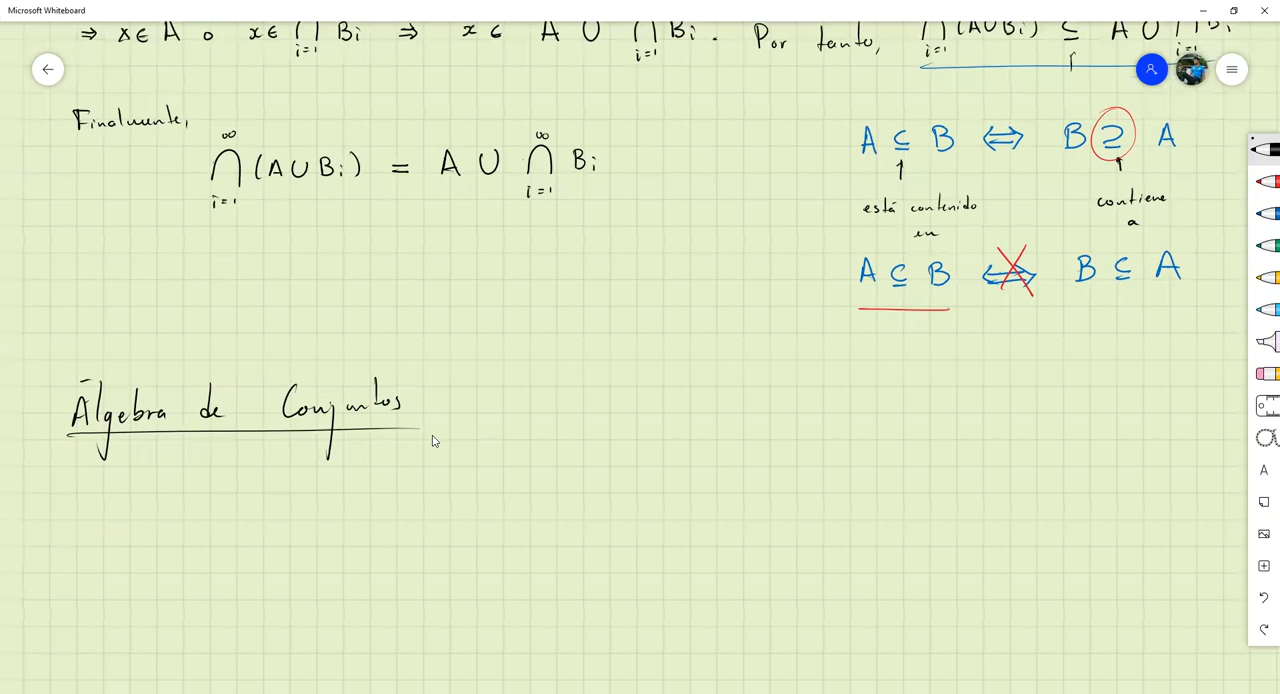 Microsoft Whiteboard
⇒ x ∈ A o x ∈ ⋂ i=1 Bi ⇒ x ∈ A ∪ ⋂ i=1 Bi. Por tanto, ⋂ i=1 (A∪Bi) ⊆ A ∪ ⋂ i=1 Bi
Finalmente,
∞ ⋂ i=1 (A∪Bi) = A ∪ ∞ ⋂ i=1 Bi
A ⊆ B ⟺ B ⊇ A
está contenido en
contiene a
A ⊆ B ⟺ B ⊆ A
Álgebra de Conjuntos
A